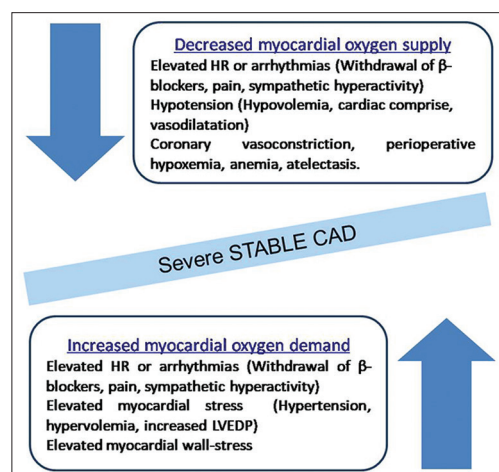 Decreased myocardial oxygen supply
Elevated HR or arrhythmias (Withdrawal of β-
blockers, pain, sympathetic hyperactivity)
Hypotension (Hypovolemia, cardiac comprise,
vasodilatation)
Coronary vasoconstriction, perioperative
hypoxemia, anemia, atelectasis.
Severe STABLE CAD
Increased myocardial oxygen demand
Elevated HR or arrhythmias (Withdrawal of β-
blockers, pain, sympathetic hyperactivity)
Elevated myocardial stress (Hypertension,
hypervolemia, increased LVEDP)
Elevated myocardial wall-stress